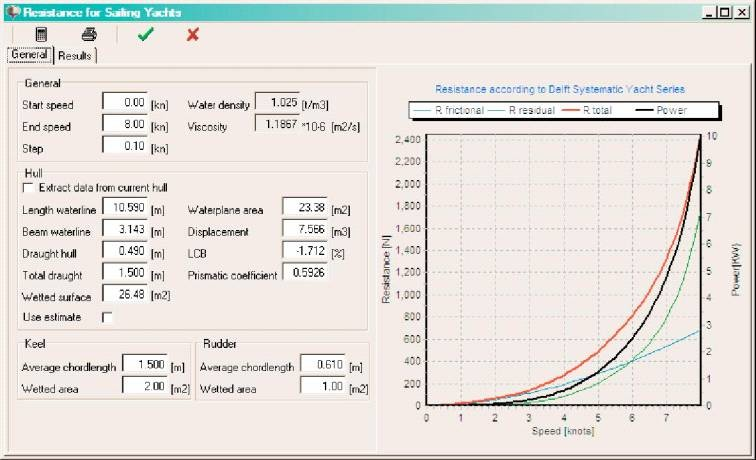 Resistance for Sailing Yachts
General Results
General
Start speed 0.00 [kn] Water density 1.025 [t/m3]
End speed 8.00 [kn] Viscosity 1.1867 *10-6 [m2/s]
Step 0.10 [kn]
Hull
Extract data from current hull
Length waterline 10.590 [m] Waterplane area 23.38 [m2]
Beam waterline 3.143 [m] Displacement 7.566 [m3]
Draught hull 0.490 [m] LCB -1.712 [%]
Total draught 1.500 [m] Prismatic coefficient 0.5926
Wetted surface 26.48 [m2]
Use estimate
Keel
Average chordlength 1.500 [m]
Wetted area 2.00 [m2]
Rudder
Average chordlength 0.610 [m]
Wetted area 1.00 [m2]
Resistance according to Delft Systematic Yacht Series
R frictional R residual R total Power
Resistance [N]
2,400
2,200
2,000
1,800
1,600
1,400
1,200
1,000
800
600
400
200
0
10
9
8
7
6
5
4
3
2
1
0
Power[KW]
0 1 2 3 4 5 6 7
Speed [knots]